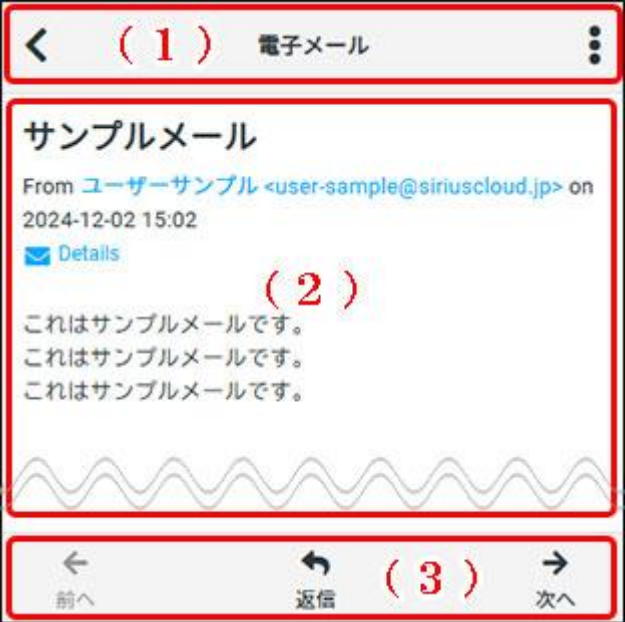 （1） 電子メール
サンプルメール
From ユーザーサンプル <user-sample@siriuscloud.jp> on
2024-12-02 15:02
Details
（2）
これはサンプルメールです。
これはサンプルメールです。
これはサンプルメールです。
前へ 返信 （3） 次へ